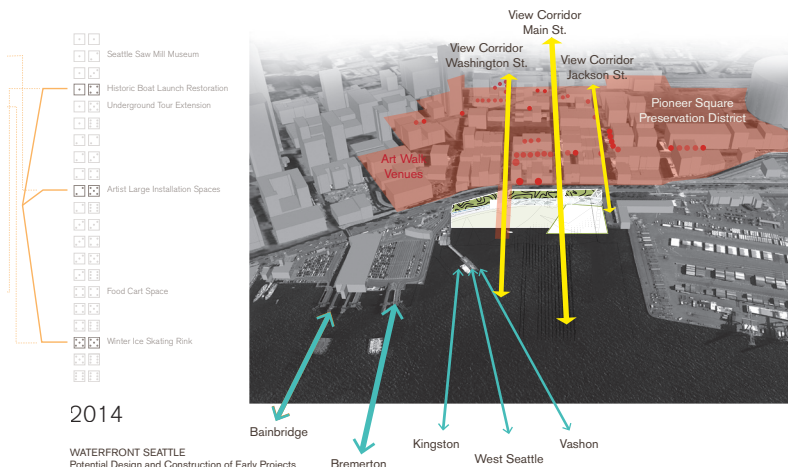 Seattle Saw Mill Museum
Historic Boat Launch Restoration
Underground Tour Extension
Artist Large Installation Spaces
Food Cart Space
Winter Ice Skating Rink
2014
WATERFRONT SEATTLE
Potential Design and Construction of Early Projects
View Corridor
Main St.
View Corridor
Washington St.
View Corridor
Jackson St.
Pioneer Square
Preservation District
Art Walk
Venues
Bainbridge
Bremerton
Kingston
West Seattle
Vashon